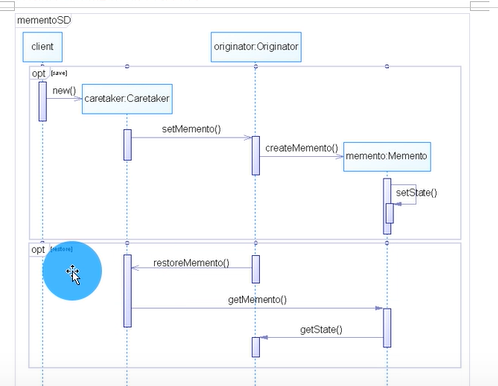 mementoSD
client
originator:Originator
opt [save]
new()
caretaker:Caretaker
setMemento()
createMemento()
memento:Memento
setState()
opt [restore]
restoreMemento()
getMemento()
getState()